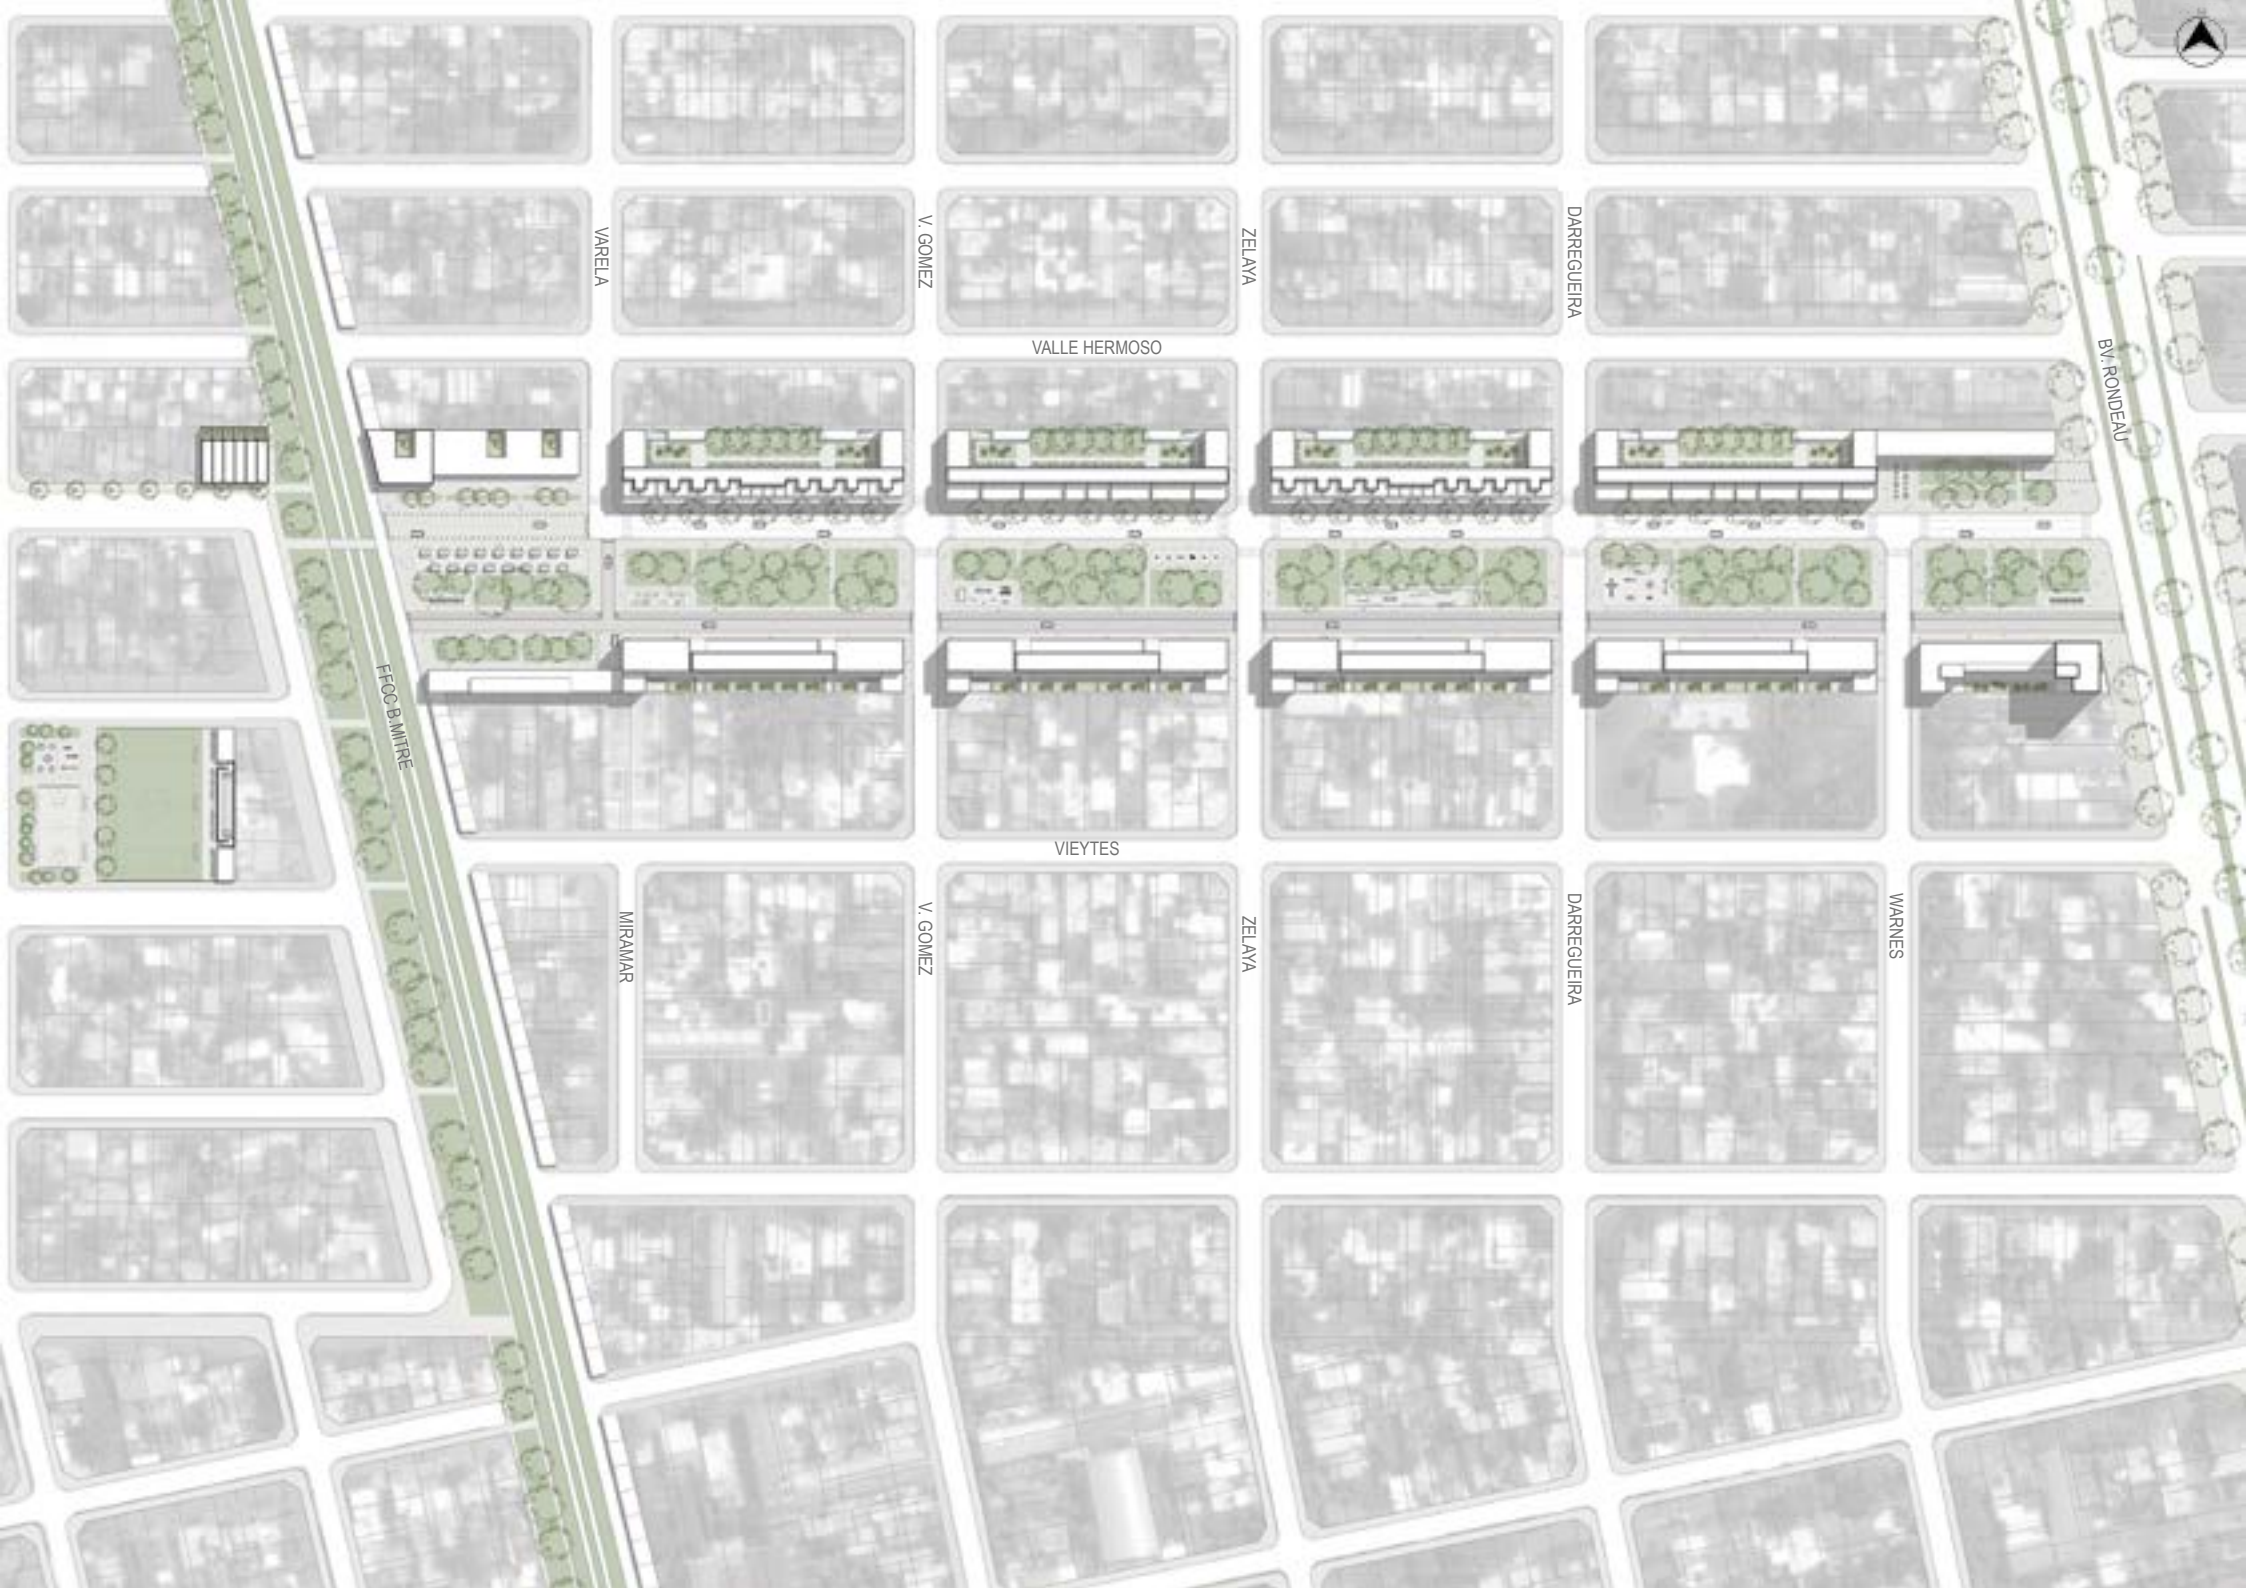 VARELA
V. GOMEZ
ZELAYA
DARREGUEIRA
VALLE HERMOSO
BV. RONDEAU
FFCC B.MITRE
VIEYTES
MIRAMAR
V. GOMEZ
ZELAYA
DARREGUEIRA
WARNES